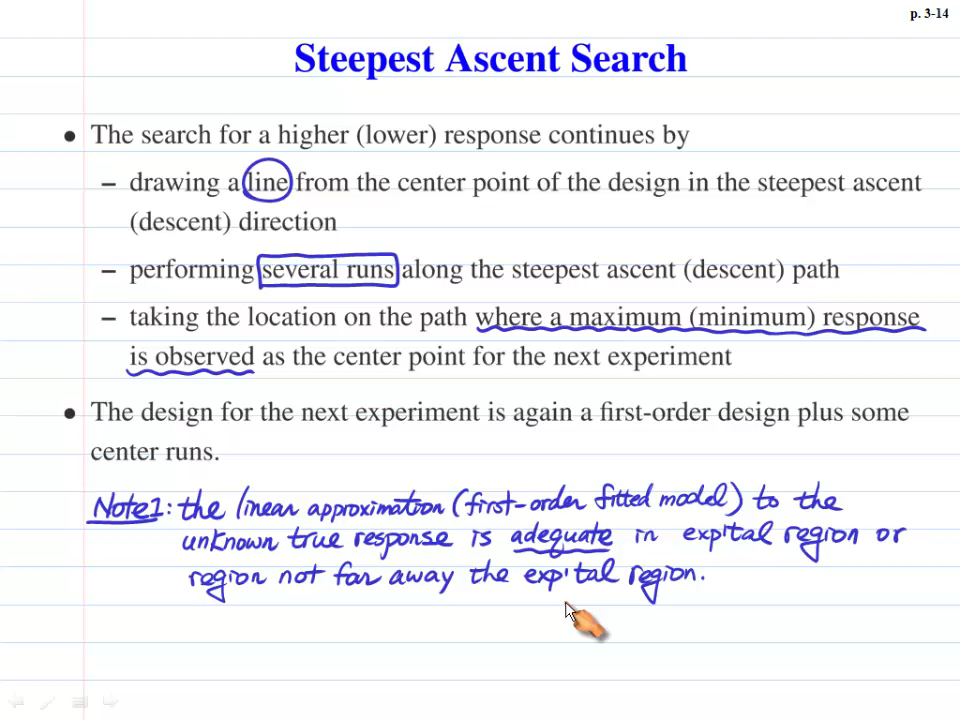 p. 3-14
Steepest Ascent Search
• The search for a higher (lower) response continues by
– drawing a line from the center point of the design in the steepest ascent
(descent) direction
– performing several runs along the steepest ascent (descent) path
– taking the location on the path where a maximum (minimum) response
is observed as the center point for the next experiment
• The design for the next experiment is again a first-order design plus some
center runs.
Note1: the linear approximation (first-order fitted model) to the
unknown true response is adequate in exp'tal region or
region not far away the exp'tal region.